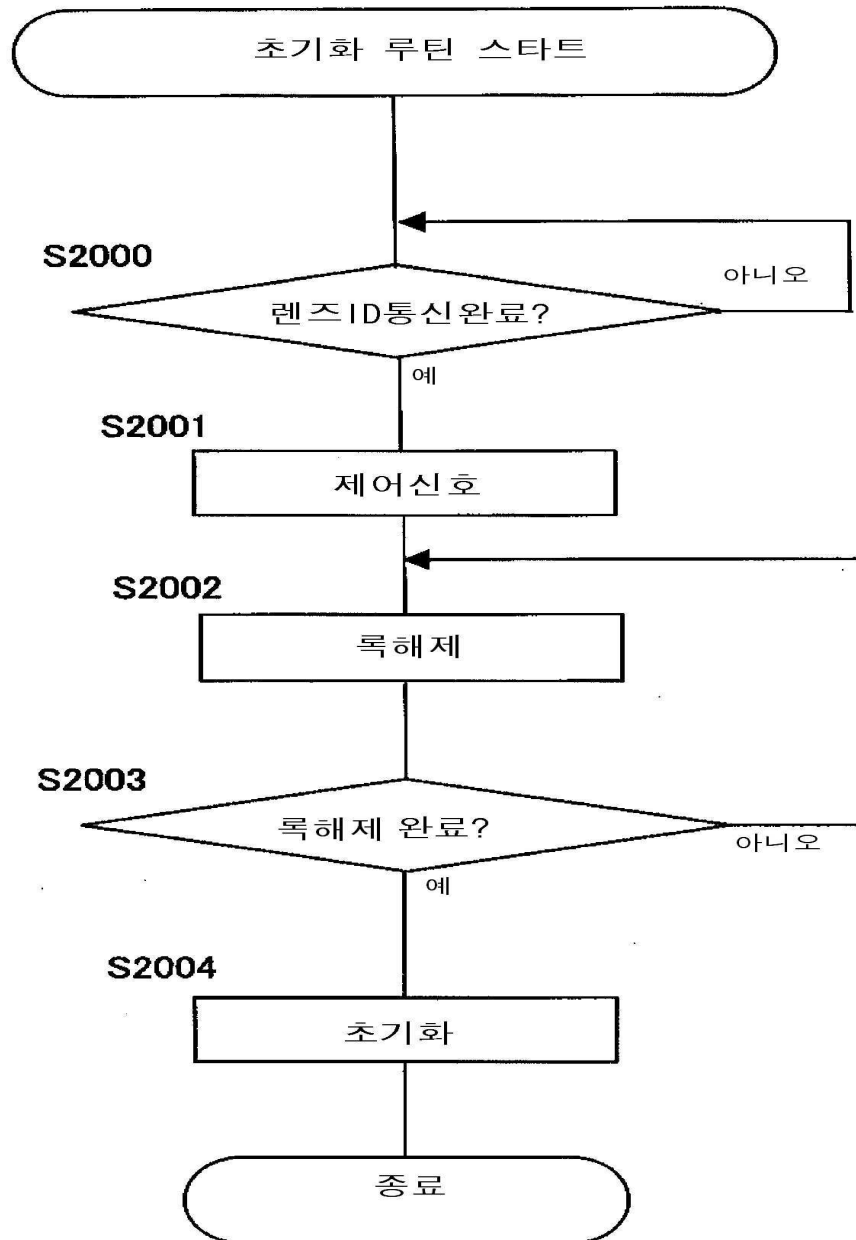 초기화 루틴 스타트
S2000
아니오
렌즈ID통신완료?
예
S2001
제어신호
S2002
록해제
S2003
록해제 완료?
아니오
예
S2004
초기화
종료